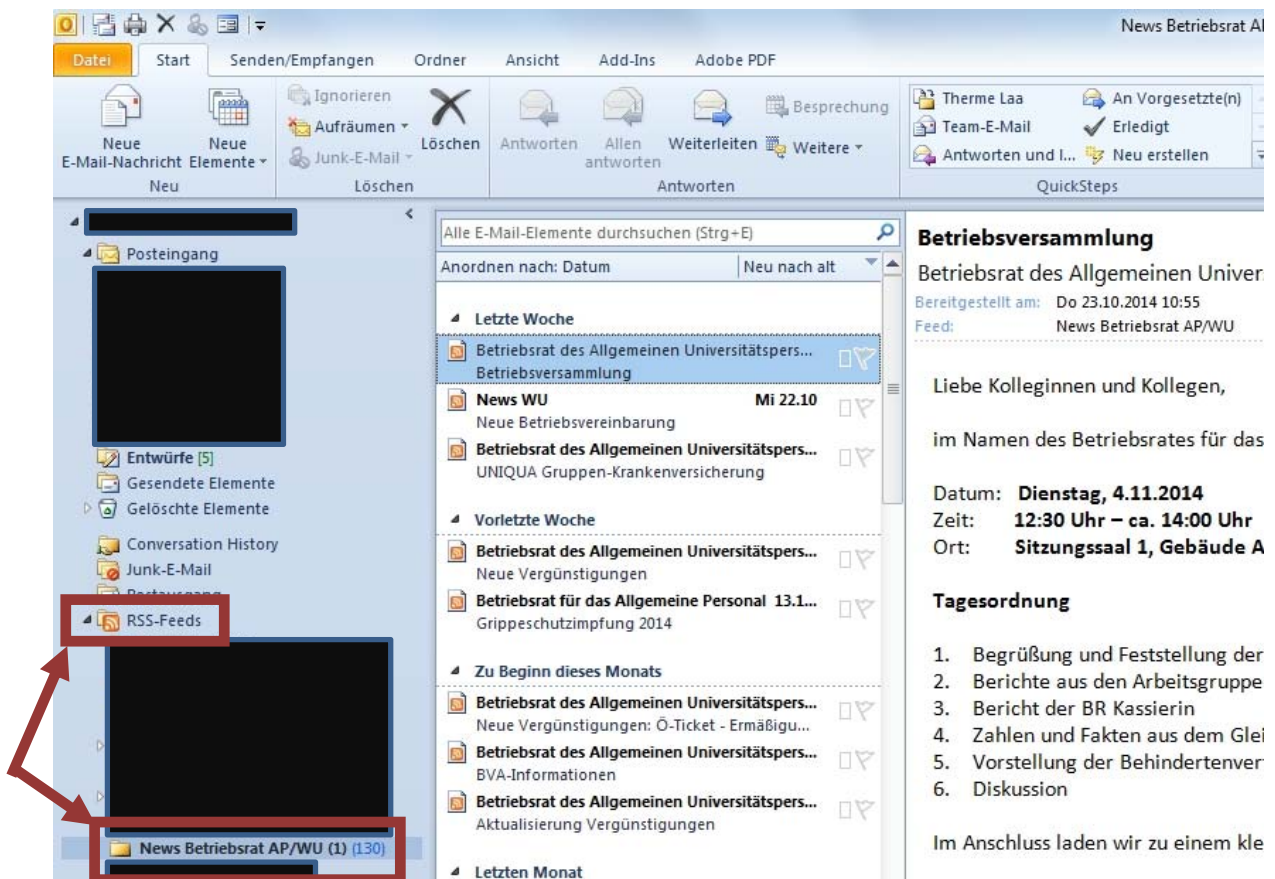 News Betriebsrat A
Datei Start Senden/Empfangen Ordner Ansicht Add-Ins Adobe PDF
Neue
E-Mail-Nachricht
Neue
Elemente
Neu
Ignorieren
Aufräumen
Junk-E-Mail
Löschen
Löschen
Antworten
Allen
antworten
Weiterleiten
Besprechung
Weitere
Antworten
Therme Laa
Team-E-Mail
Antworten und l...
An Vorgesetzte(n)
Erledigt
Neu erstellen
QuickSteps
Posteingang
Entwürfe [5]
Gesendete Elemente
Gelöschte Elemente
Conversation History
Junk-E-Mail
Postausgang
RSS-Feeds
News Betriebsrat AP/WU (1) (130)
Alle E-Mail-Elemente durchsuchen (Strg+E)
Anordnen nach: Datum Neu nach alt
Letzte Woche
Betriebsrat des Allgemeinen Universitätspers...
Betriebsversammlung
News WU Mi 22.10
Neue Betriebsvereinbarung
Betriebsrat des Allgemeinen Universitätspers...
UNIQUA Gruppen-Krankenversicherung
Vorletzte Woche
Betriebsrat des Allgemeinen Universitätspers...
Neue Vergünstigungen
Betriebsrat für das Allgemeine Personal 13.1...
Grippeschutzimpfung 2014
Zu Beginn dieses Monats
Betriebsrat des Allgemeinen Universitätspers...
Neue Vergünstigungen: Ö-Ticket - Ermäßigu...
Betriebsrat des Allgemeinen Universitätspers...
BVA-Informationen
Betriebsrat des Allgemeinen Universitätspers...
Aktualisierung Vergünstigungen
Letzten Monat
Betriebsversammlung
Betriebsrat des Allgemeinen Univer
Bereitgestellt am: Do 23.10.2014 10:55
Feed: News Betriebsrat AP/WU
Liebe Kolleginnen und Kollegen,
im Namen des Betriebsrates für das
Datum: Dienstag, 4.11.2014
Zeit: 12:30 Uhr – ca. 14:00 Uhr
Ort: Sitzungssaal 1, Gebäude A
Tagesordnung
1. Begrüßung und Feststellung der
2. Berichte aus den Arbeitsgruppe
3. Bericht der BR Kassierin
4. Zahlen und Fakten aus dem Glei
5. Vorstellung der Behindertenver
6. Diskussion
Im Anschluss laden wir zu einem kle